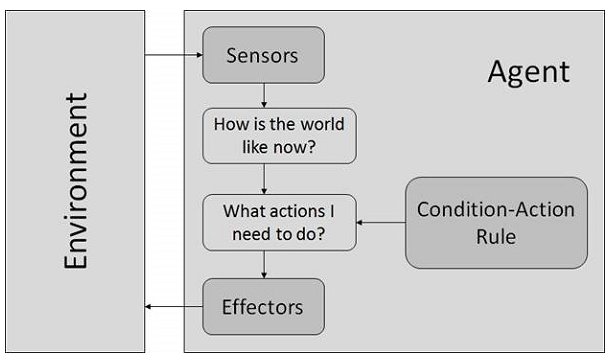 Environment
Sensors
Agent
How is the world
like now?
What actions I
need to do?
Condition-Action
Rule
Effectors